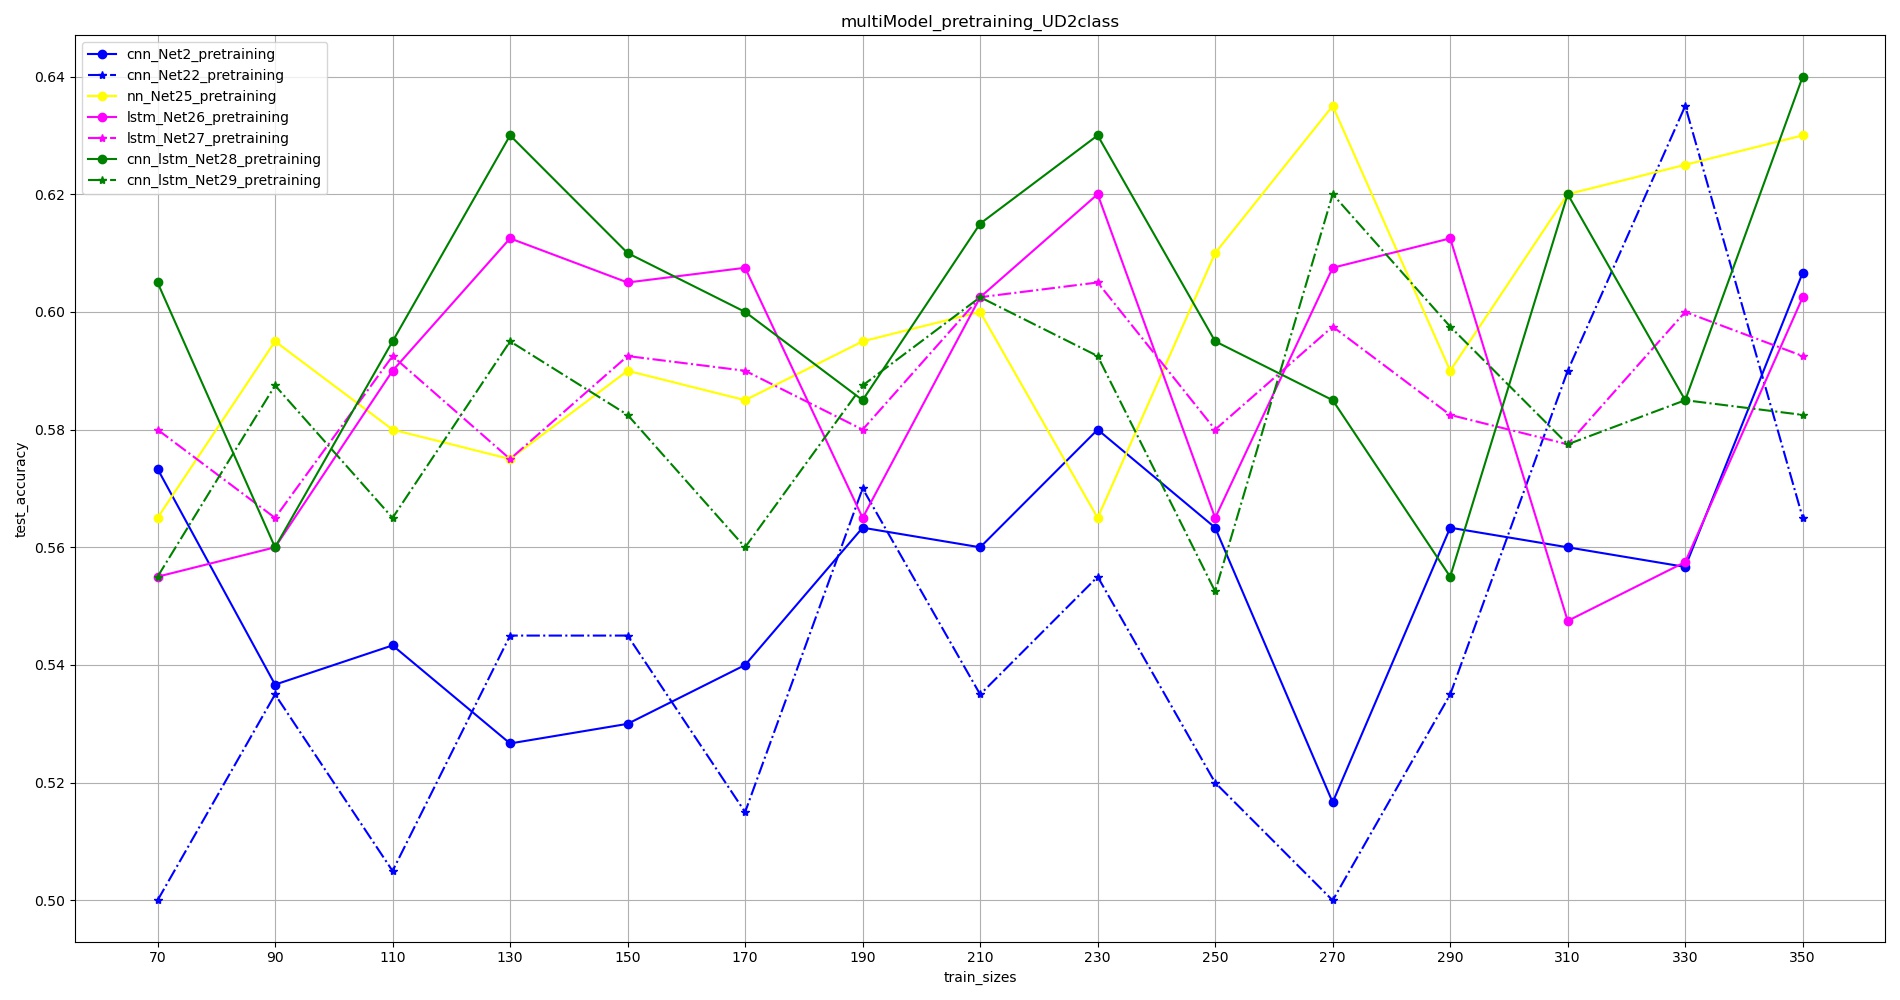 multiModel_pretraining_UD2class
cnn_Net2_pretraining
cnn_Net22_pretraining
nn_Net25_pretraining
lstm_Net26_pretraining
lstm_Net27_pretraining
cnn_lstm_Net28_pretraining
cnn_lstm_Net29_pretraining
test_accuracy
0.64
0.62
0.60
0.58
0.56
0.54
0.52
0.50
70 90 110 130 150 170 190 210 230 250 270 290 310 330 350
train_sizes